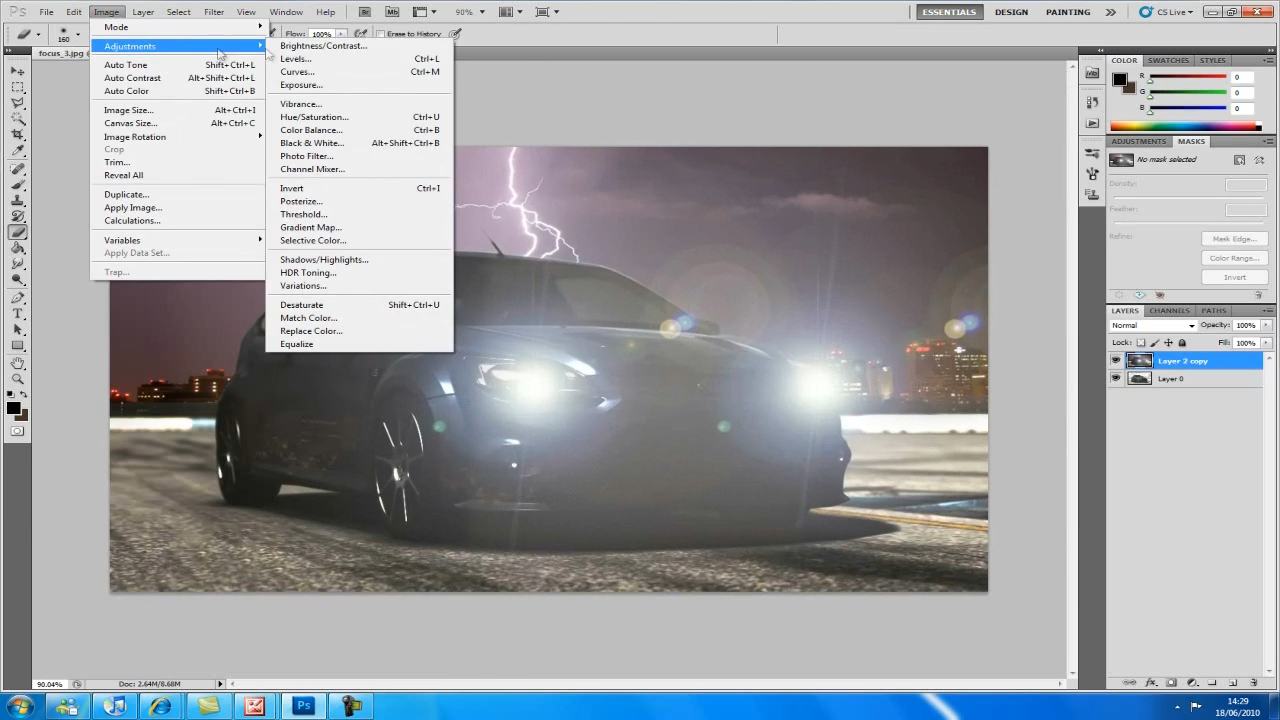 Ps File Edit Image Layer Select Filter View Window Help Br Mb 90% ESSENTIALS DESIGN PAINTING CS Live
160 Flow: 100% Erase to History
focus_3.jpg @
Mode
Adjustments
Auto Tone Shift+Ctrl+L
Auto Contrast Alt+Shift+Ctrl+L
Auto Color Shift+Ctrl+B
Image Size... Alt+Ctrl+I
Canvas Size... Alt+Ctrl+C
Image Rotation
Crop
Trim...
Reveal All
Duplicate...
Apply Image...
Calculations...
Variables
Apply Data Set...
Trap...
Brightness/Contrast...
Levels... Ctrl+L
Curves... Ctrl+M
Exposure...
Vibrance...
Hue/Saturation... Ctrl+U
Color Balance... Ctrl+B
Black & White... Alt+Shift+Ctrl+B
Photo Filter...
Channel Mixer...
Invert Ctrl+I
Posterize...
Threshold...
Gradient Map...
Selective Color...
Shadows/Highlights...
HDR Toning...
Variations...
Desaturate Shift+Ctrl+U
Match Color...
Replace Color...
Equalize
COLOR SWATCHES STYLES
R 0
G 0
B 0
ADJUSTMENTS MASKS
No mask selected
Density:
Feather:
Refine: Mask Edge...
Color Range...
Invert
LAYERS CHANNELS PATHS
Normal Opacity: 100%
Lock: Fill: 100%
Layer 2 copy
Layer 0
90.04% Doc: 2.64M/8.68M
Ps
14:29
18/06/2010